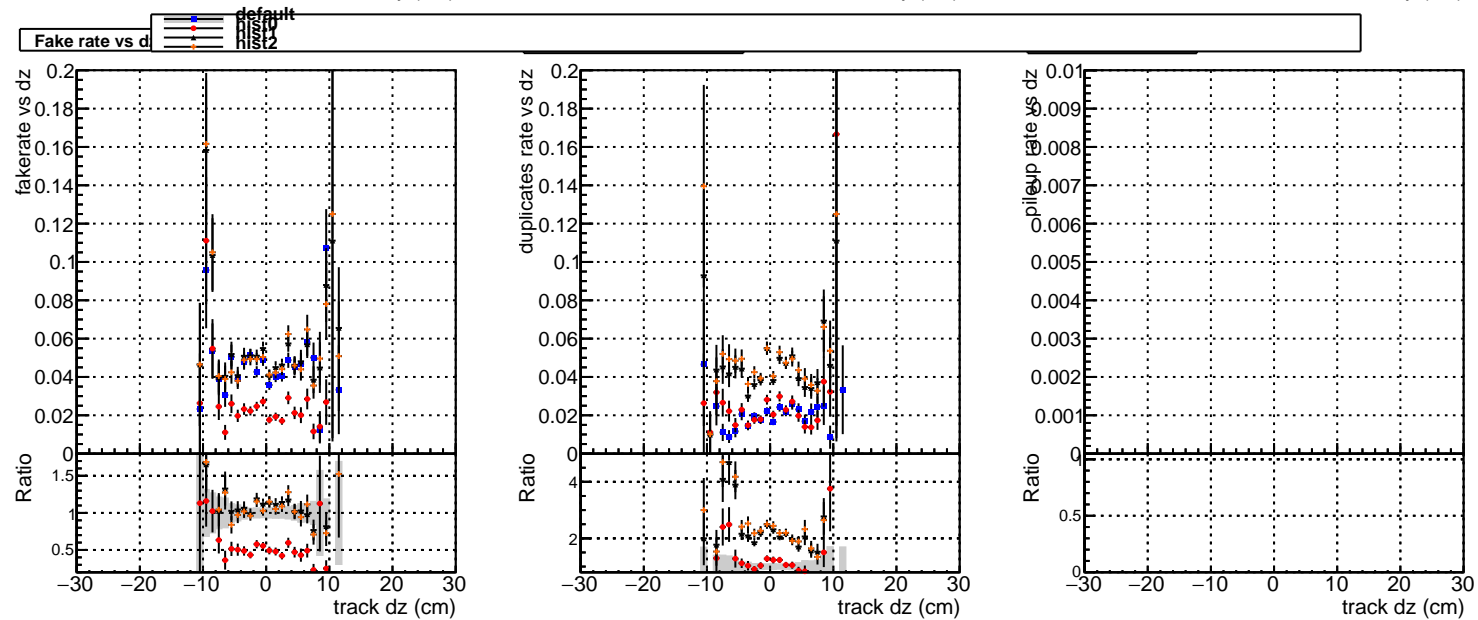 default
hist0
hist1
hist2
Fake rate vs dz
fakerate vs dz
0.2
0.18
0.16
0.14
0.12
0.1
0.08
0.06
0.04
0.02
0
Ratio
1.5
1
0.5
−30 −20 −10 0 10 20 30
track dz (cm)
duplicates rate vs dz
0.2
0.18
0.16
0.14
0.12
0.1
0.08
0.06
0.04
0.02
0
Ratio
4
2
−30 −20 −10 0 10 20 30
track dz (cm)
pileup rate vs dz
0.01
0.009
0.008
0.007
0.006
0.005
0.004
0.003
0.002
0.001
0
Ratio
1
0.5
0
−30 −20 −10 0 10 20 30
track dz (cm)